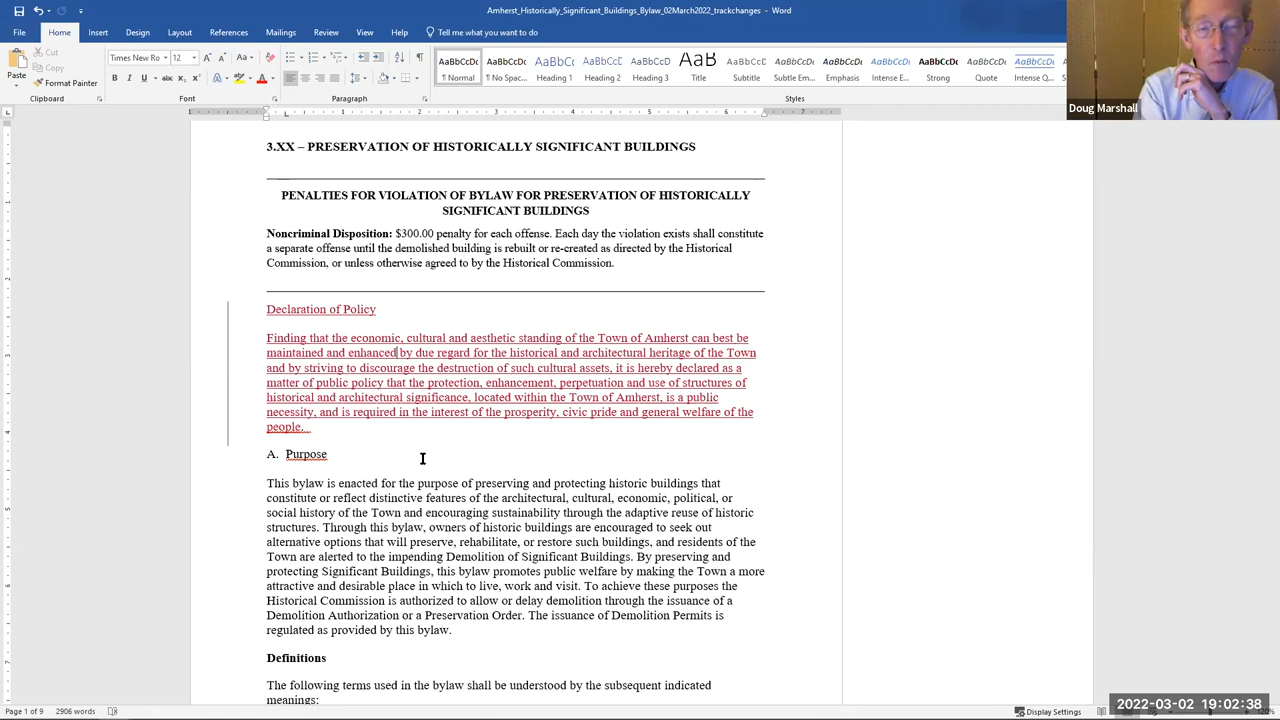 Amherst_Historically_Significant_Buildings_Bylaw_02March2022_trackchanges - Word
File Home Insert Design Layout References Mailings Review View Help Tell me what you want to do
Paste
Cut
Copy
Format Painter
Clipboard
Times New Ro 12
Font
Paragraph
AaBbCcDc AaBbCcDc AaBbC( AaBbCcC AaBbCcD AaB AaBbCcC AaBbCcDc AaBbCcDc AaBbCcDc AaBbCcDc AaBbCcDc AaBbCcDc
¶ Normal ¶ No Spac... Heading 1 Heading 2 Heading 3 Title Subtitle Subtle Em... Emphasis Intense E... Strong Quote Intense Q...
Styles
Doug Marshall
3.XX – PRESERVATION OF HISTORICALLY SIGNIFICANT BUILDINGS
PENALTIES FOR VIOLATION OF BYLAW FOR PRESERVATION OF HISTORICALLY
SIGNIFICANT BUILDINGS
Noncriminal Disposition: $300.00 penalty for each offense. Each day the violation exists shall constitute
a separate offense until the demolished building is rebuilt or re-created as directed by the Historical
Commission, or unless otherwise agreed to by the Historical Commission.
Declaration of Policy
Finding that the economic, cultural and aesthetic standing of the Town of Amherst can best be
maintained and enhanced by due regard for the historical and architectural heritage of the Town
and by striving to discourage the destruction of such cultural assets, it is hereby declared as a
matter of public policy that the protection, enhancement, perpetuation and use of structures of
historical and architectural significance, located within the Town of Amherst, is a public
necessity, and is required in the interest of the prosperity, civic pride and general welfare of the
people.
A. Purpose
This bylaw is enacted for the purpose of preserving and protecting historic buildings that
constitute or reflect distinctive features of the architectural, cultural, economic, political, or
social history of the Town and encouraging sustainability through the adaptive reuse of historic
structures. Through this bylaw, owners of historic buildings are encouraged to seek out
alternative options that will preserve, rehabilitate, or restore such buildings, and residents of the
Town are alerted to the impending Demolition of Significant Buildings. By preserving and
protecting Significant Buildings, this bylaw promotes public welfare by making the Town a more
attractive and desirable place in which to live, work and visit. To achieve these purposes the
Historical Commission is authorized to allow or delay demolition through the issuance of a
Demolition Authorization or a Preservation Order. The issuance of Demolition Permits is
regulated as provided by this bylaw.
Definitions
The following terms used in the bylaw shall be understood by the subsequent indicated
meanings:
Page 1 of 9 2906 words
Display Settings
2022-03-02 19:02:38